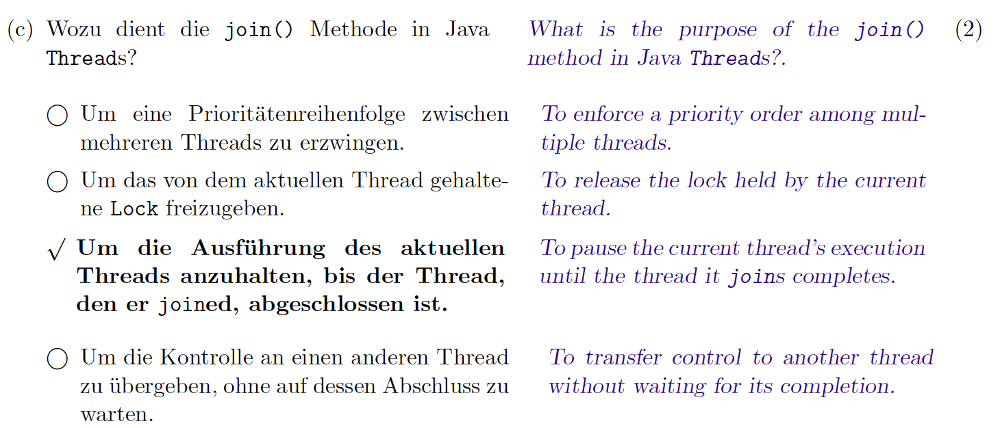 (c) Wozu dient die join() Methode in Java
Threads?
What is the purpose of the join() (2)
method in Java Threads?.
Um eine Prioritätenreihenfolge zwischen
mehreren Threads zu erzwingen.
To enforce a priority order among mul-
tiple threads.
Um das von dem aktuellen Thread gehalte-
ne Lock freizugeben.
To release the lock held by the current
thread.
√ Um die Ausführung des aktuellen
Threads anzuhalten, bis der Thread,
den er joined, abgeschlossen ist.
To pause the current thread's execution
until the thread it joins completes.
Um die Kontrolle an einen anderen Thread
zu übergeben, ohne auf dessen Abschluss zu
warten.
To transfer control to another thread
without waiting for its completion.